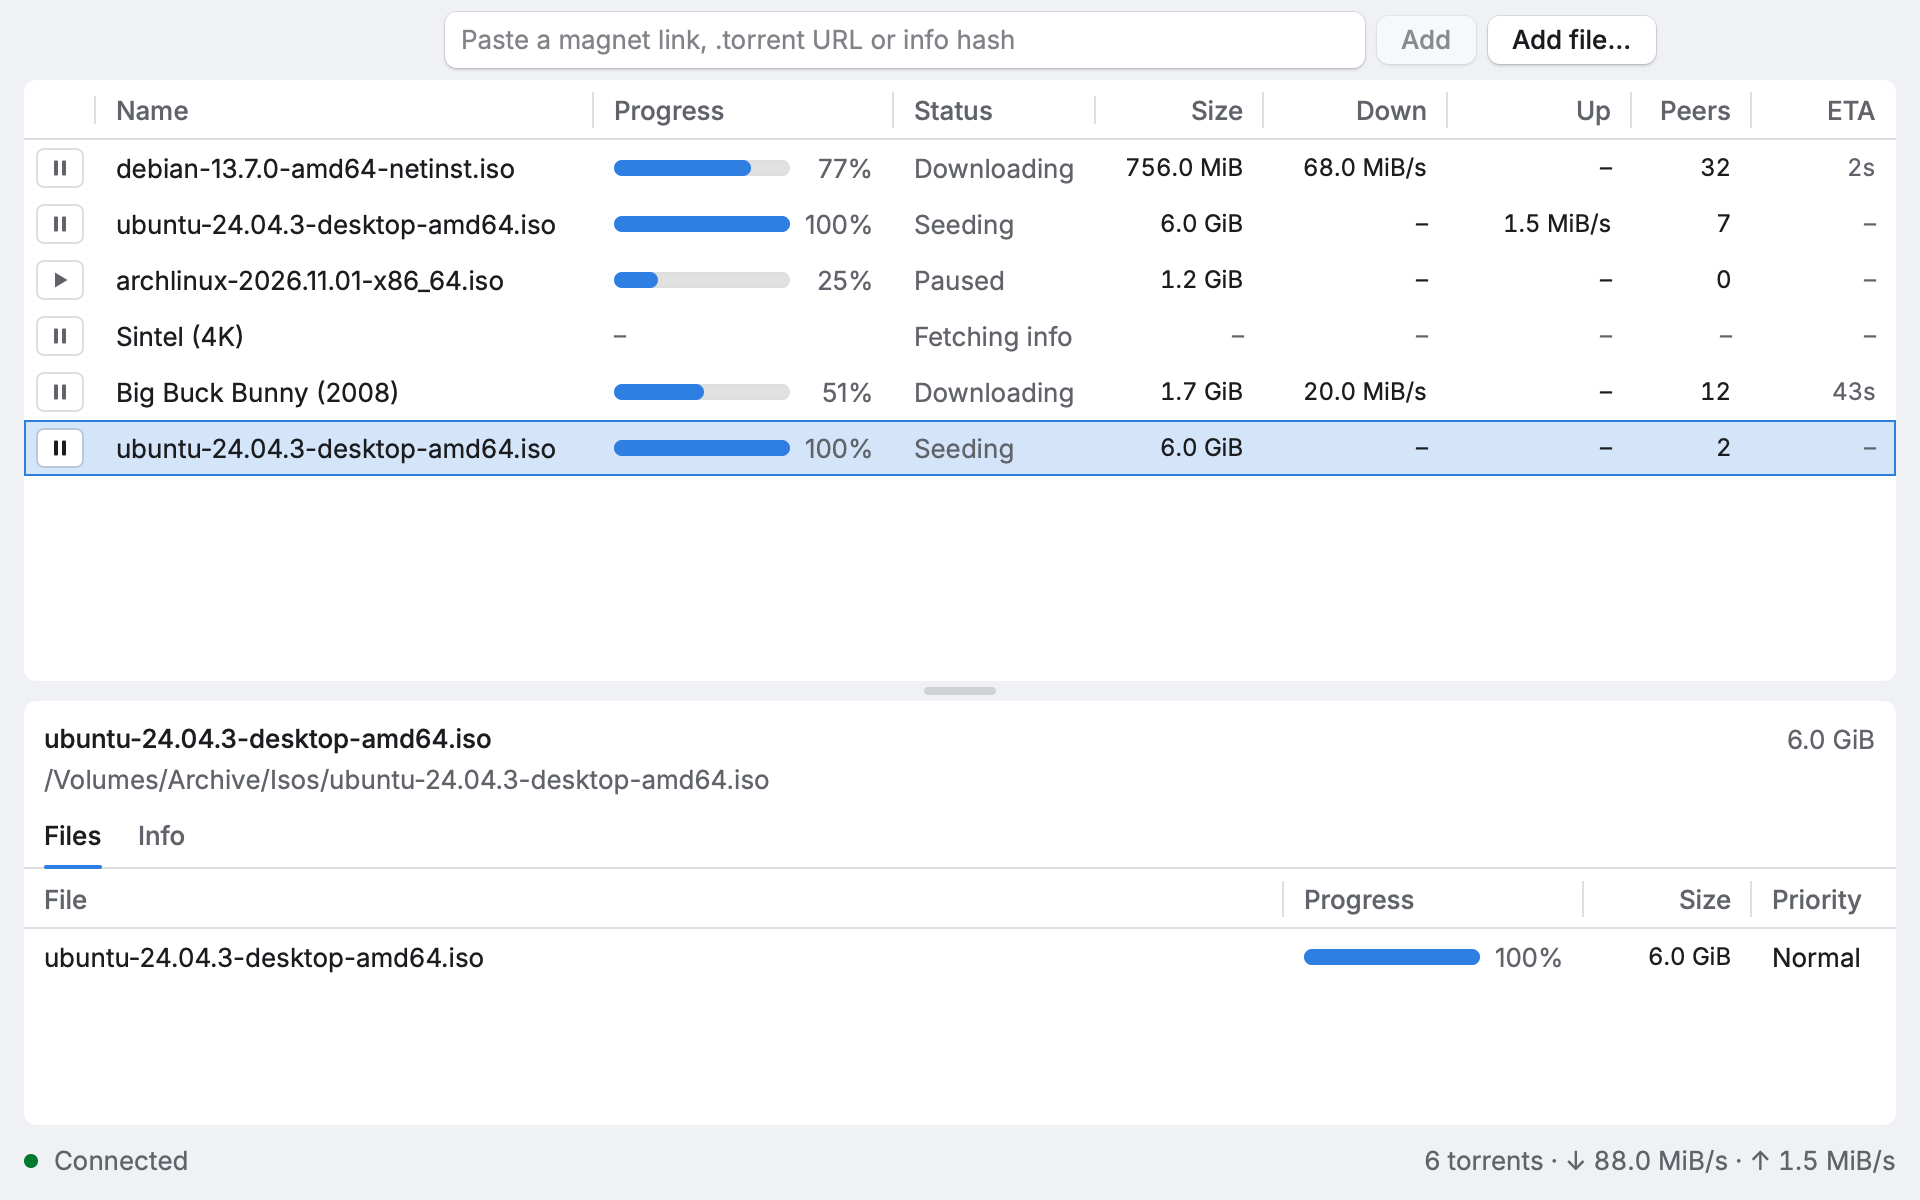 Paste a magnet link, .torrent URL or info hash Add Add file...
Name Progress Status Size Down Up Peers ETA
debian-13.7.0-amd64-netinst.iso 77% Downloading 756.0 MiB 68.0 MiB/s – 32 2s
ubuntu-24.04.3-desktop-amd64.iso 100% Seeding 6.0 GiB – 1.5 MiB/s 7 –
archlinux-2026.11.01-x86_64.iso 25% Paused 1.2 GiB – – 0 –
Sintel (4K) – Fetching info – – – – –
Big Buck Bunny (2008) 51% Downloading 1.7 GiB 20.0 MiB/s – 12 43s
ubuntu-24.04.3-desktop-amd64.iso 100% Seeding 6.0 GiB – – 2 –
ubuntu-24.04.3-desktop-amd64.iso 6.0 GiB
/Volumes/Archive/Isos/ubuntu-24.04.3-desktop-amd64.iso
Files Info
File Progress Size Priority
ubuntu-24.04.3-desktop-amd64.iso 100% 6.0 GiB Normal
Connected 6 torrents · ↓ 88.0 MiB/s · ↑ 1.5 MiB/s